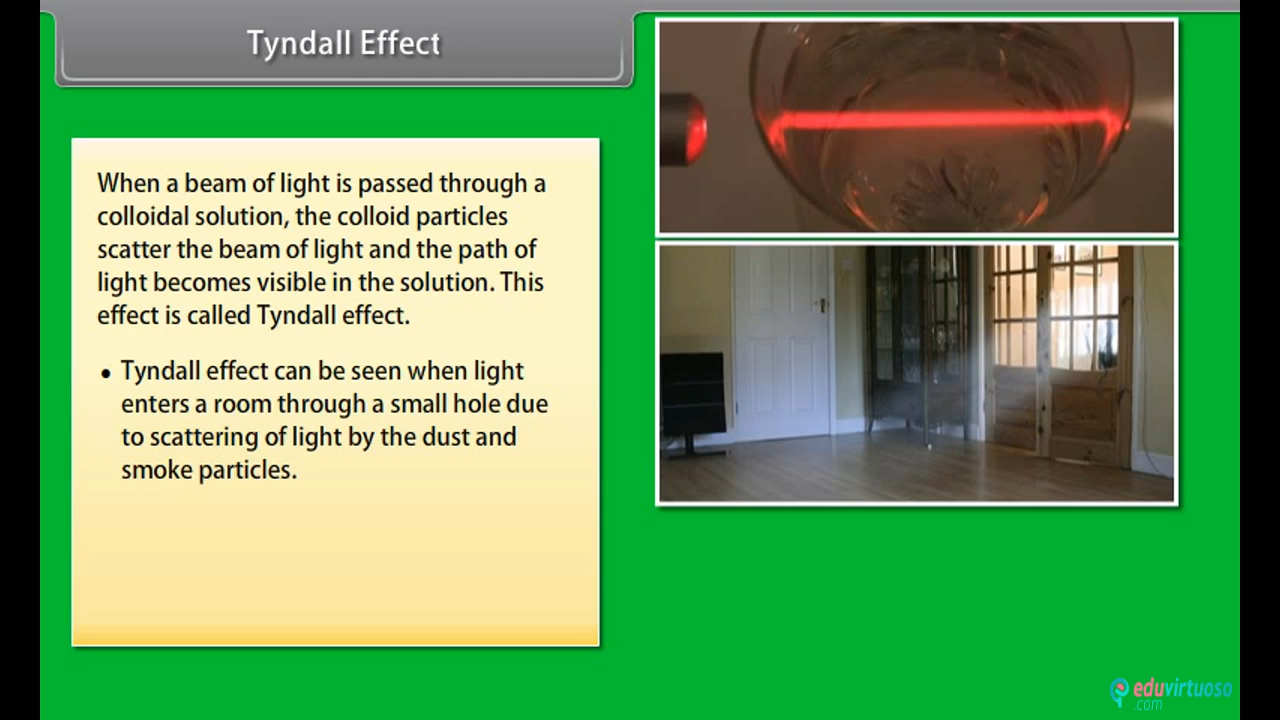 Tyndall Effect
When a beam of light is passed through a
colloidal solution, the colloid particles
scatter the beam of light and the path of
light becomes visible in the solution. This
effect is called Tyndall effect.
• Tyndall effect can be seen when light
enters a room through a small hole due
to scattering of light by the dust and
smoke particles.
eduvirtuoso
.com